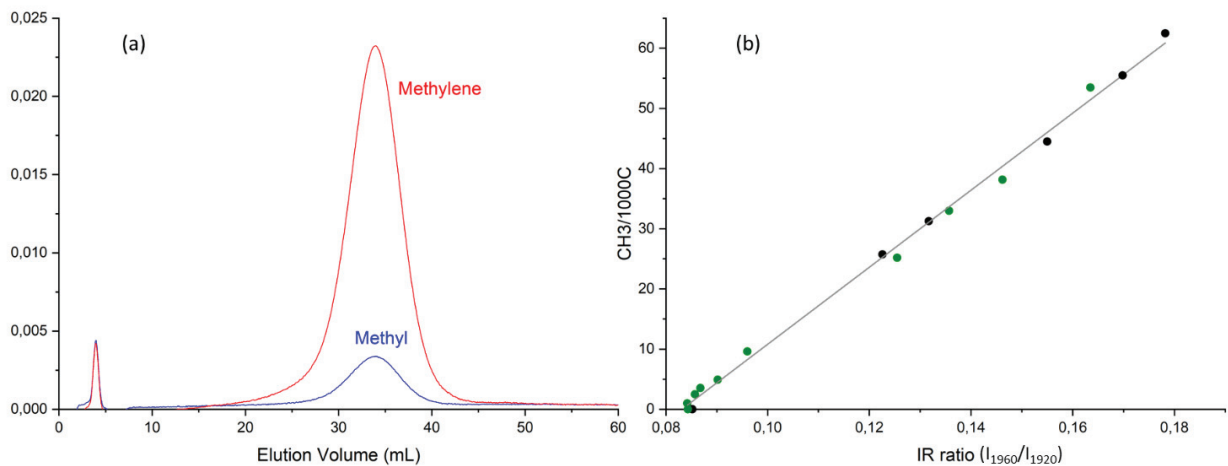 (a)
0,025
0,020
0,015
0,010
0,005
0,000
Methylene
Methyl
0 10 20 30 40 50 60
Elution Volume (mL)
(b)
CH3/1000C
60
50
40
30
20
10
0
0,08 0,10 0,12 0,14 0,16 0,18
IR ratio (I1960/I1920)